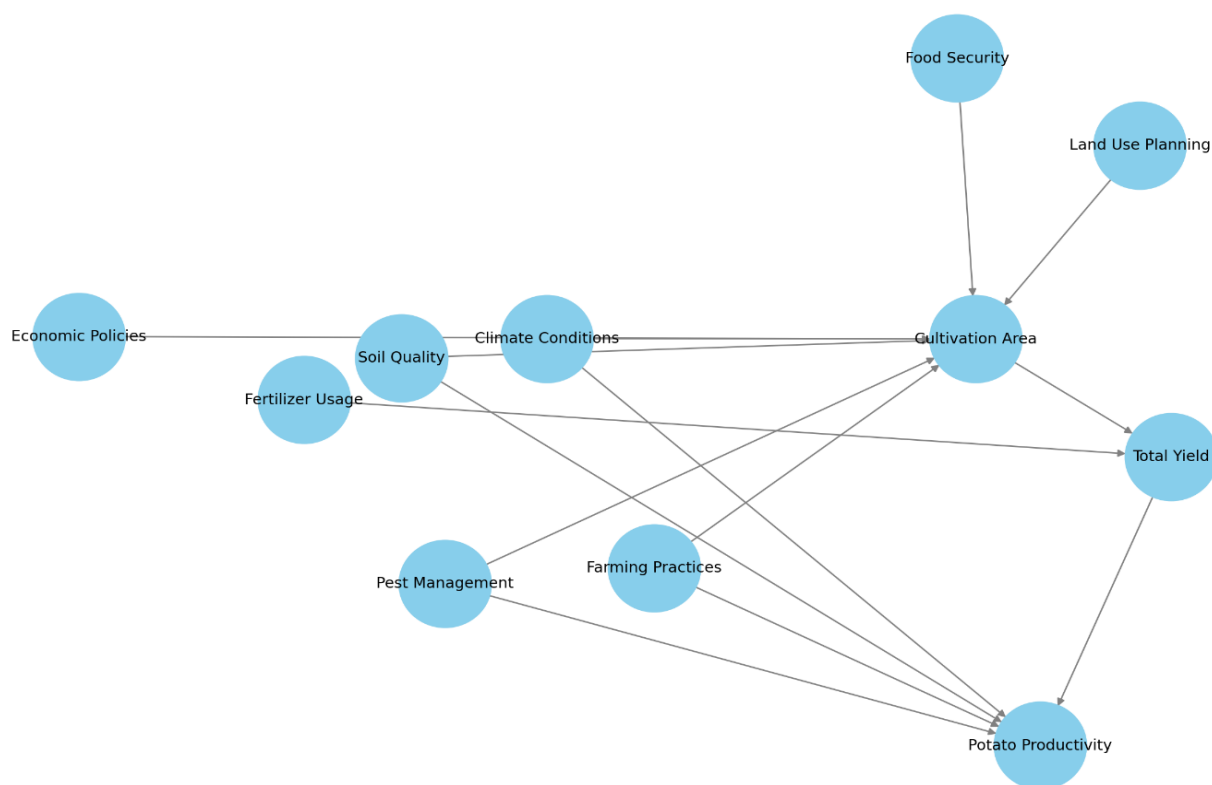 Food Security
Land Use Planning
Economic Policies
Climate Conditions
Cultivation Area
Soil Quality
Fertilizer Usage
Total Yield
Farming Practices
Pest Management
Potato Productivity